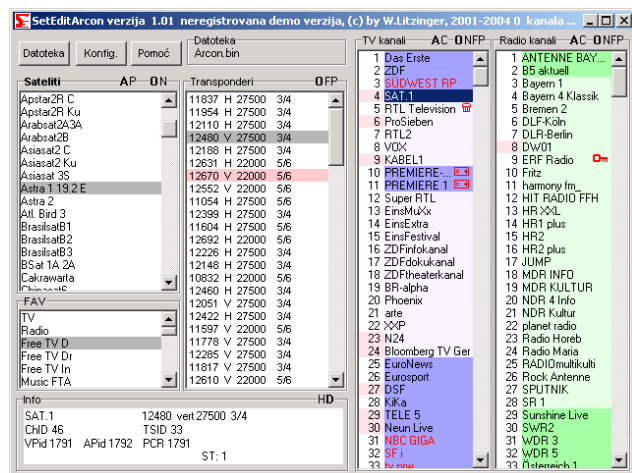 SetEditArcon verzija 1.01 neregistrovana demo verzija, (c) by W.Litzinger, 2001-2004 0 kanala ...
Datoteka
Konfig.
Pomoć
Datoteka
Arcon.bin
Sateliti AP ON
Apstar2R C
Apstar2R Ku
Arabsat2A3A
Arabsat2B
Asiasat2 C
Asiasat2 Ku
Asiasat 3S
Astra 1 19.2 E
Astra 2
Atl. Bird 3
BrasilsatB1
BrasilsatB2
BrasilsatB3
BSat 1A 2A
Cakrawarta
Chinasat6
FAV
TV
Radio
Free TV D
Free TV Dr
Free TV In
Music FTA
Transponderi OFP
11837 H 27500 3/4
11954 H 27500 3/4
12110 H 27500 3/4
12480 V 27500 3/4
12188 H 27500 3/4
12631 H 22000 5/6
12670 V 22000 5/6
12552 V 22000 5/6
11054 H 27500 5/6
12399 H 27500 3/4
11604 H 27500 5/6
12692 H 22000 5/6
12226 H 27500 3/4
12148 H 27500 3/4
10832 H 22000 5/6
12460 H 27500 3/4
12051 V 27500 3/4
12422 H 27500 3/4
11597 V 22000 5/6
11778 V 27500 3/4
12285 V 27500 3/4
11817 V 27500 3/4
12610 V 22000 5/6
Info HD
SAT.1 12480 vert 27500 3/4
ChID 46 TSID 33
VPid 1791 APid 1792 PCR 1791
ST: 1
TV kanali AC-ONFP
1 Das Erste
2 ZDF
3 SÜDWEST RP
4 SAT.1
5 RTL Television
6 ProSieben
7 RTL2
8 VOX
9 KABEL1
10 PREMIERE-...
11 PREMIERE 1
12 Super RTL
13 EinsMuXx
14 EinsExtra
15 EinsFestival
16 ZDFinfokanal
17 ZDFdokukanal
18 ZDFtheaterkanal
19 BR-alpha
20 Phoenix
21 arte
22 XXP
23 N24
24 Bloomberg TV Ger
25 EuroNews
26 Eurosport
27 DSF
28 KiKa
29 TELE 5
30 Neun Live
31 NBC GIGA
32 SF i
33 tv.nrw
Radio kanali AC-ONFP
1 ANTENNE BAY...
2 B5 aktuell
3 Bayern 1
4 Bayern 4 Klassik
5 Bremen 2
6 DLF-Köln
7 DLR-Berlin
8 DW01
9 ERF Radio
10 Fritz
11 harmony fm_
12 HIT RADIO FFH
13 HR XXL
14 HR1 plus
15 HR2
16 HR2 plus
17 JUMP
18 MDR INFO
19 MDR KULTUR
20 NDR 4 Info
21 NDR Kultur
22 planet radio
23 Radio Horeb
24 Radio Maria
25 RADIOmultikulti
26 Rock Antenne
27 SPUTNIK
28 SR 1
29 Sunshine Live
30 SWR2
31 WDR 3
32 WDR 5
33 Österreich 1